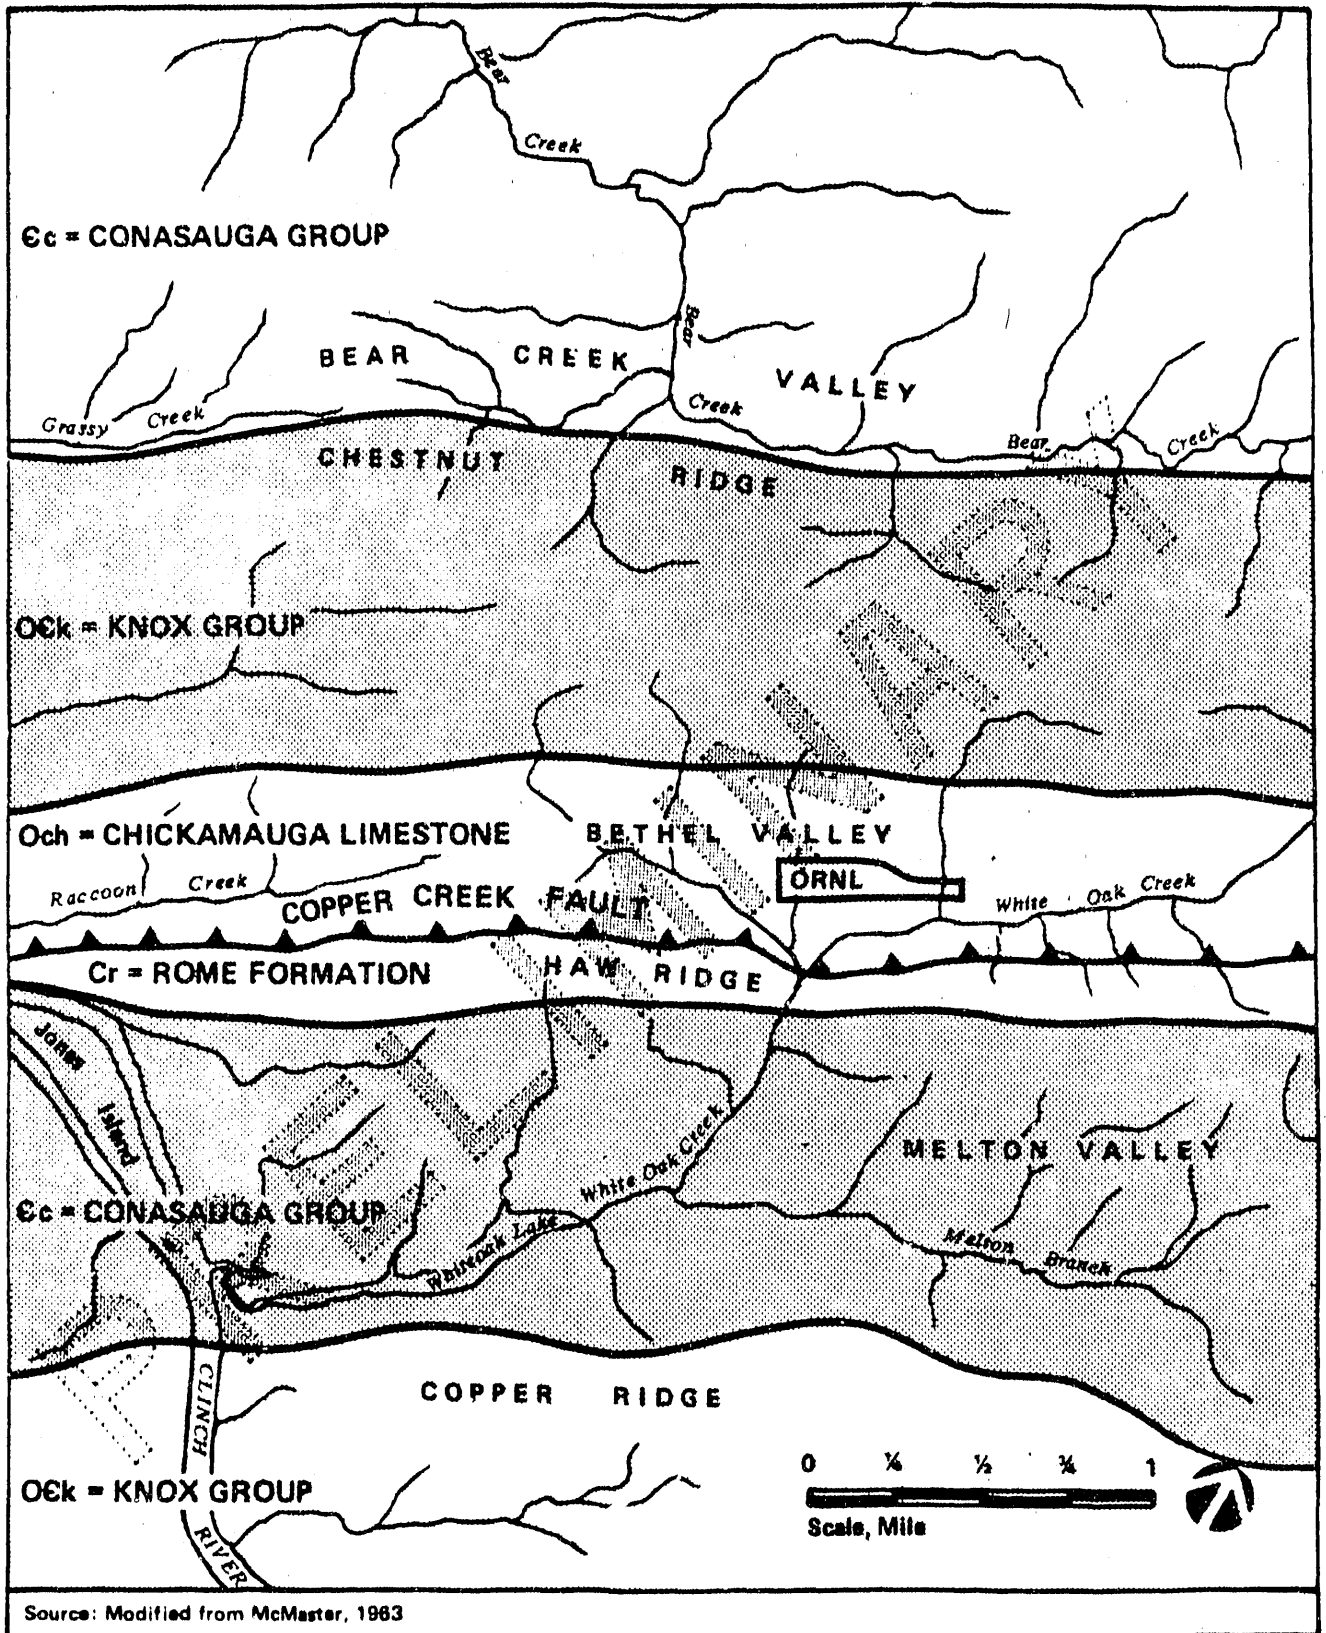 Bear
Creek
Єc = CONASAUGA GROUP
Bear
BEAR CREEK VALLEY
Grassy Creek
Creek
Bear Creek
CHESTNUT RIDGE
OЄk = KNOX GROUP
Och = CHICKAMAUGA LIMESTONE
BETHEL VALLEY
ORNL
Raccoon Creek
White Oak Creek
COPPER CREEK FAULT
Cr = ROME FORMATION
HAW RIDGE
Jones Island
White Oak Creek
MELTON VALLEY
Єc = CONASAUGA GROUP
Whiteoak Lake
Melton Branch
CLINCH RIVER
COPPER RIDGE
OЄk = KNOX GROUP
0 ¼ ½ ¾ 1
Scale, Mile
Source: Modified from McMaster, 1963